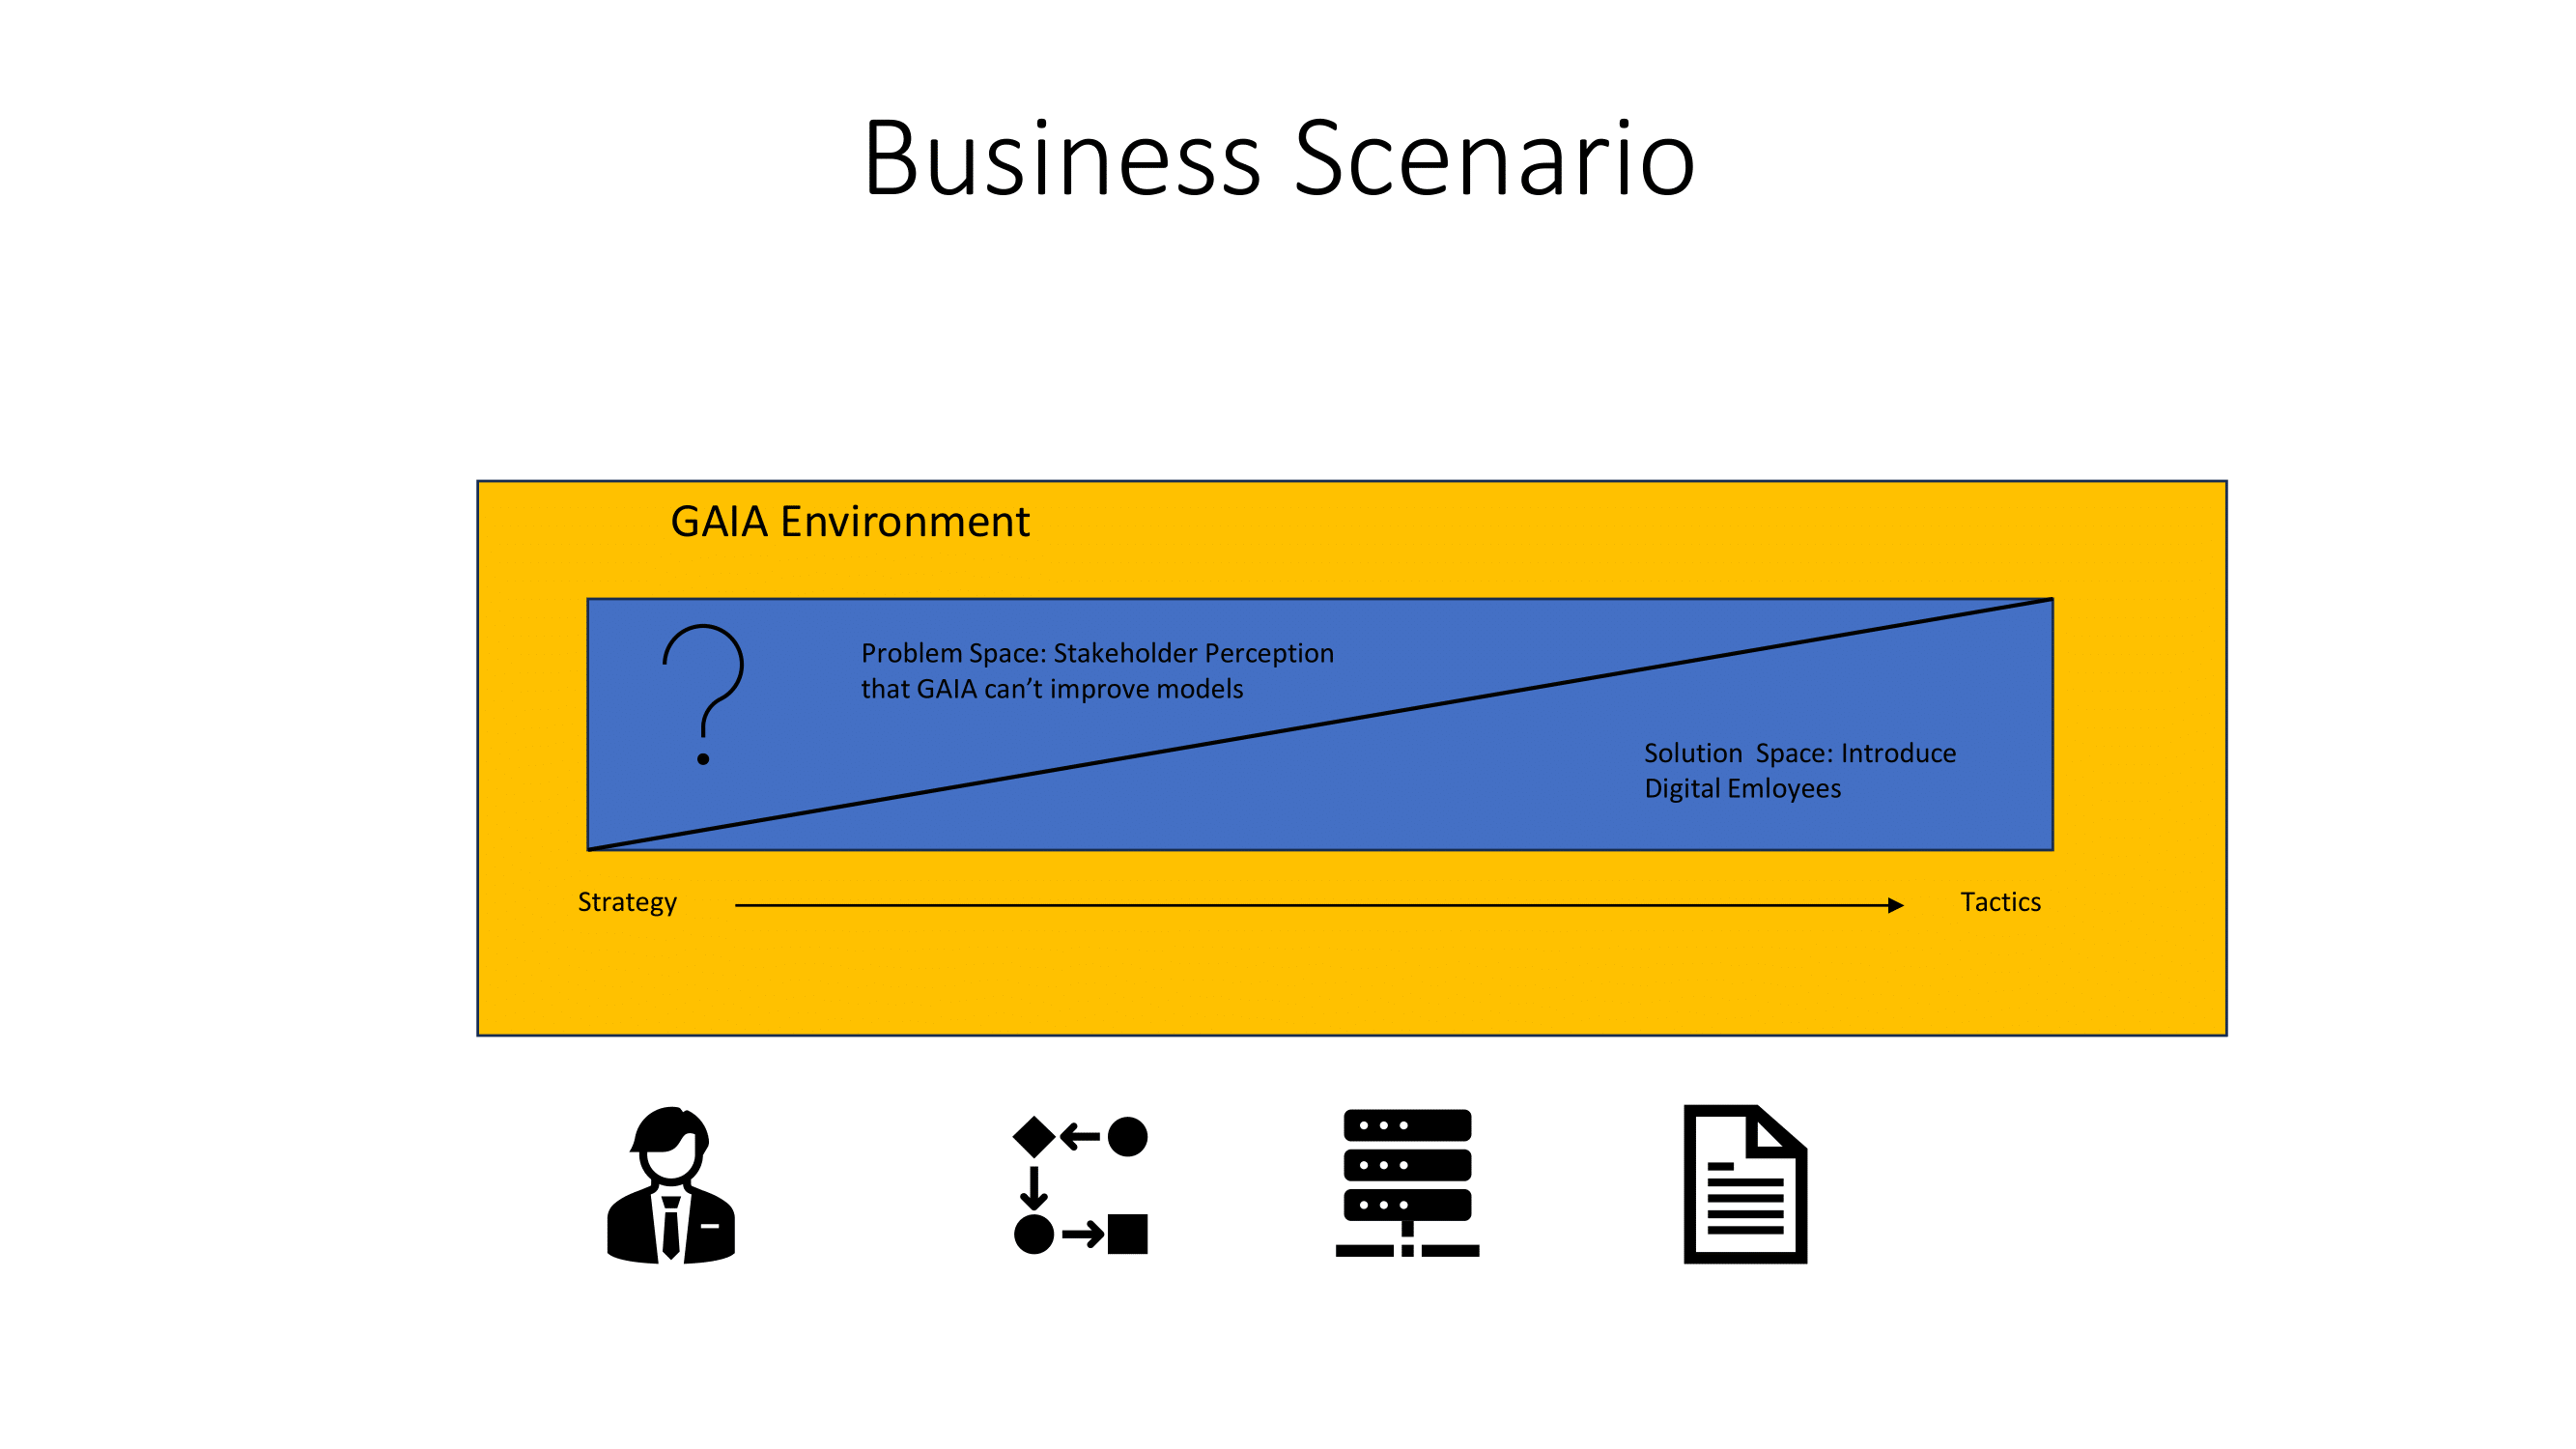 Business Scenario
GAIA Environment
Problem Space: Stakeholder Perception
that GAIA can’t improve models
Solution  Space: Introduce
Digital Emloyees
Strategy
Tactics